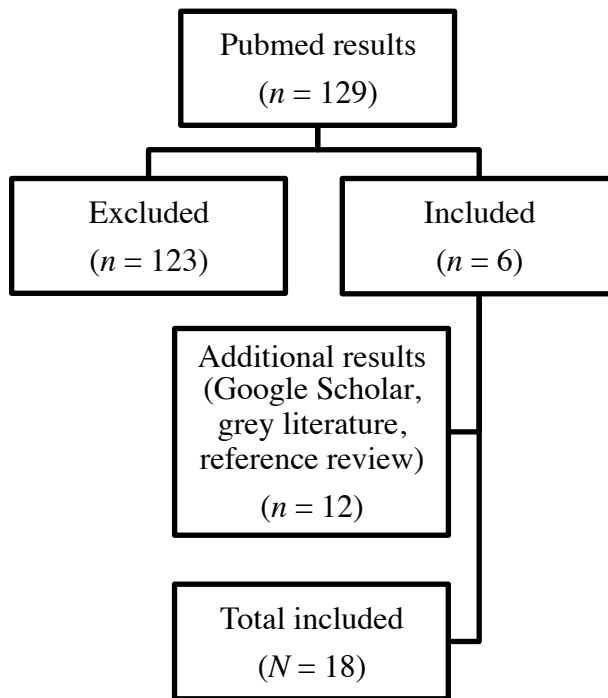 Pubmed results
(n = 129)
Excluded
(n = 123)
Included
(n = 6)
Additional results
(Google Scholar,
grey literature,
reference review)
(n = 12)
Total included
(N = 18)